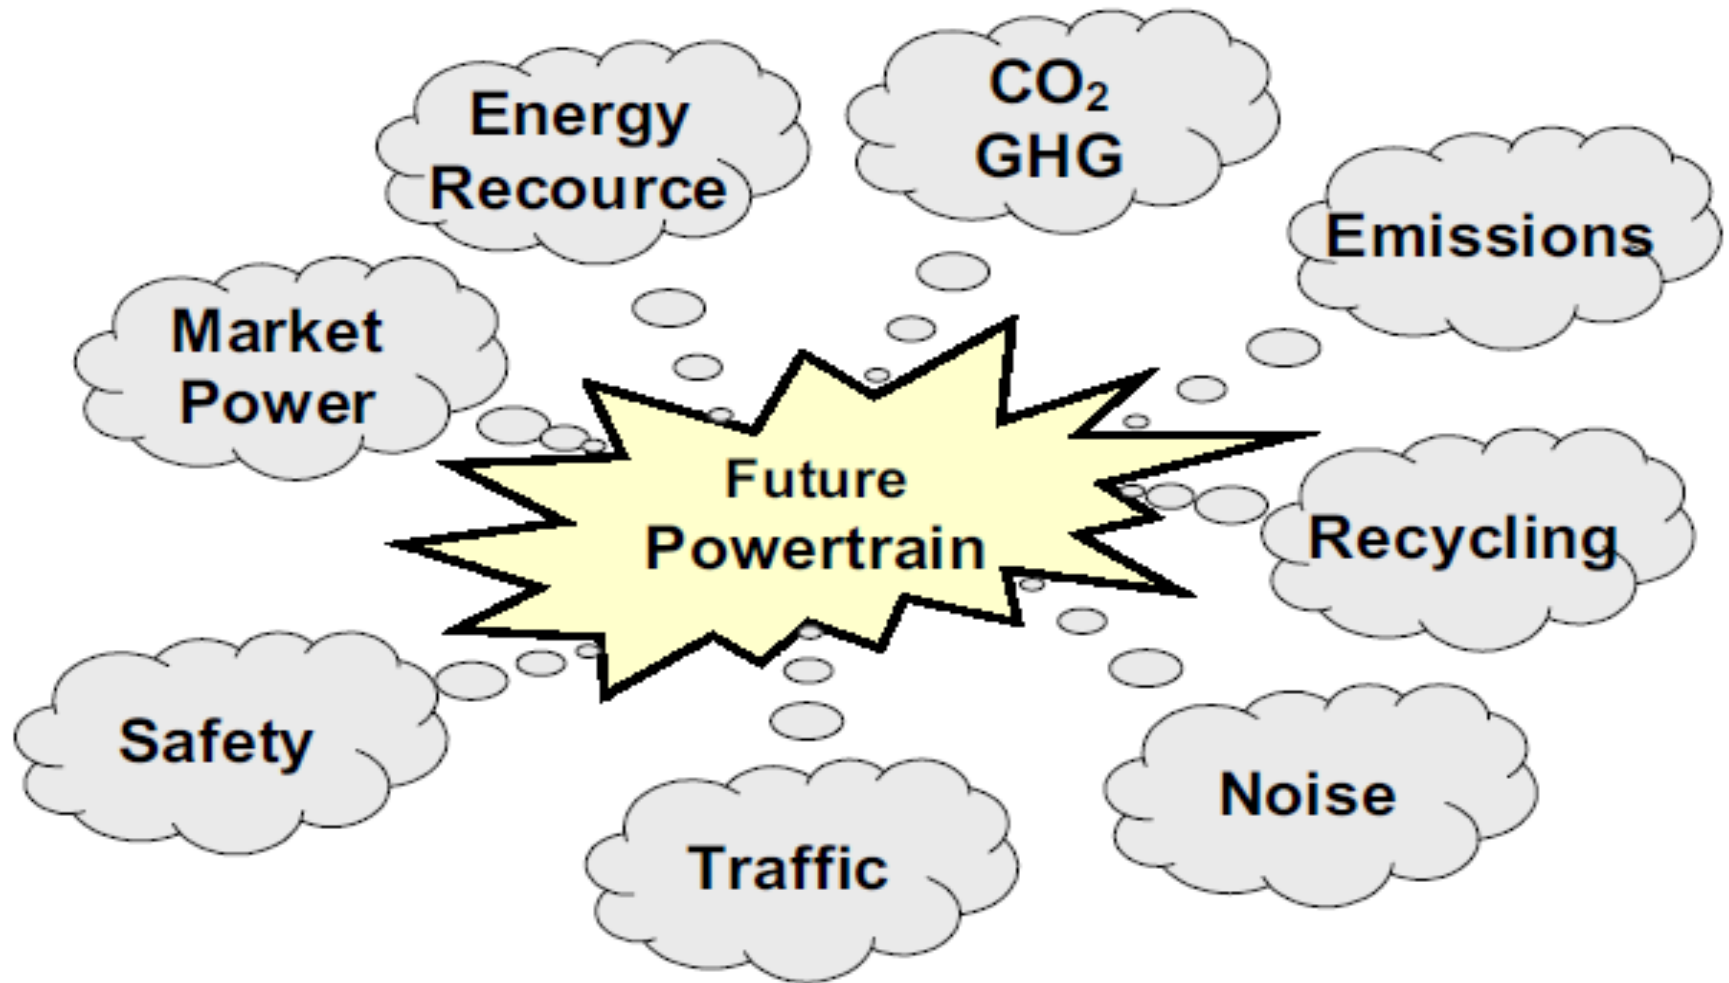 Energy
Recource
CO₂
GHG
Emissions
Market
Power
Future
Powertrain
Recycling
Safety
Noise
Traffic